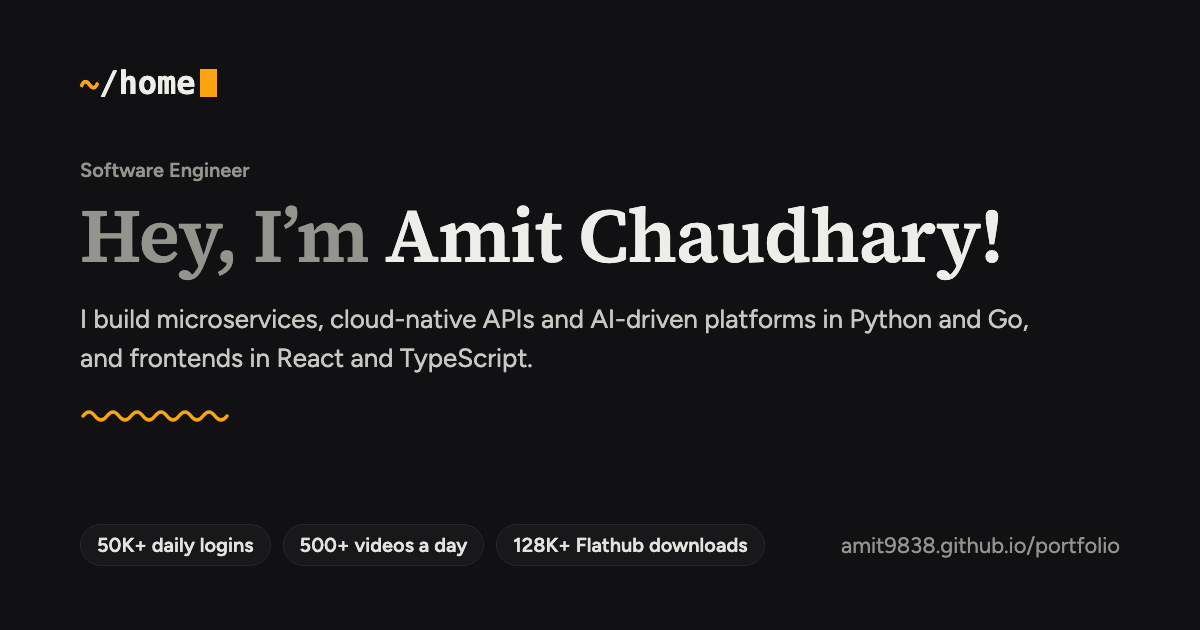 ~/home
Software Engineer
Hey, I’m Amit Chaudhary!
I build microservices, cloud-native APIs and AI-driven platforms in Python and Go,
and frontends in React and TypeScript.
50K+ daily logins
500+ videos a day
128K+ Flathub downloads
amit9838.github.io/portfolio